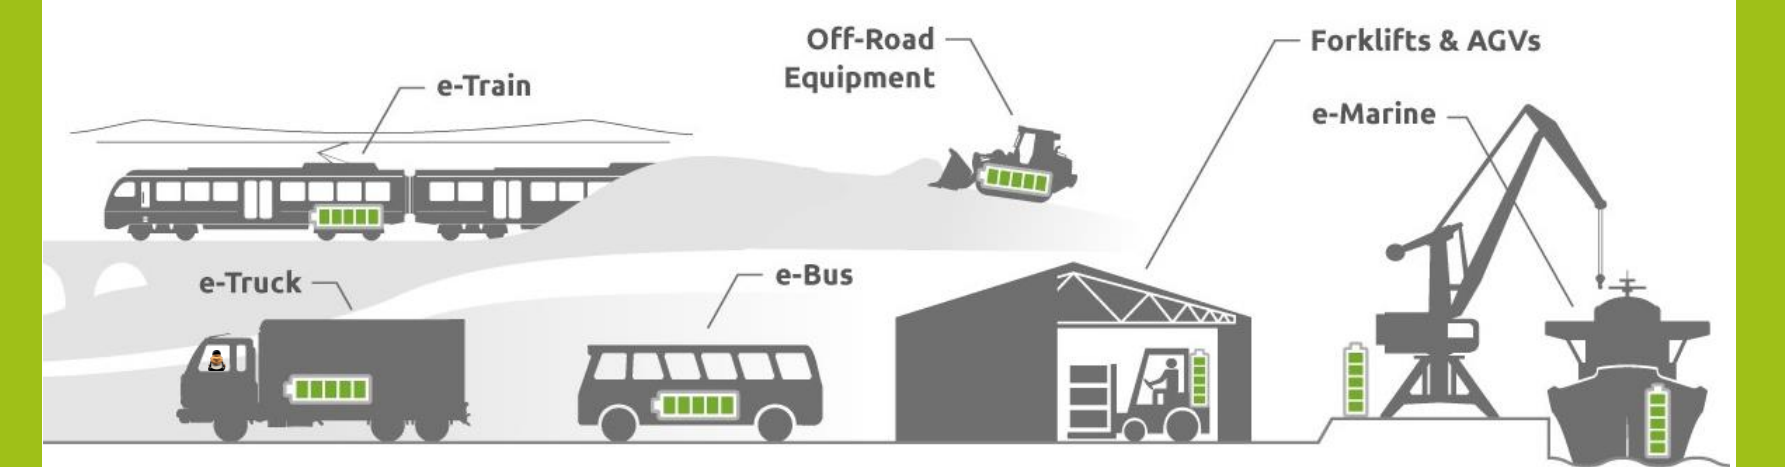 Off-Road
Equipment
Forklifts & AGVs
e-Train
e-Marine
e-Truck
e-Bus